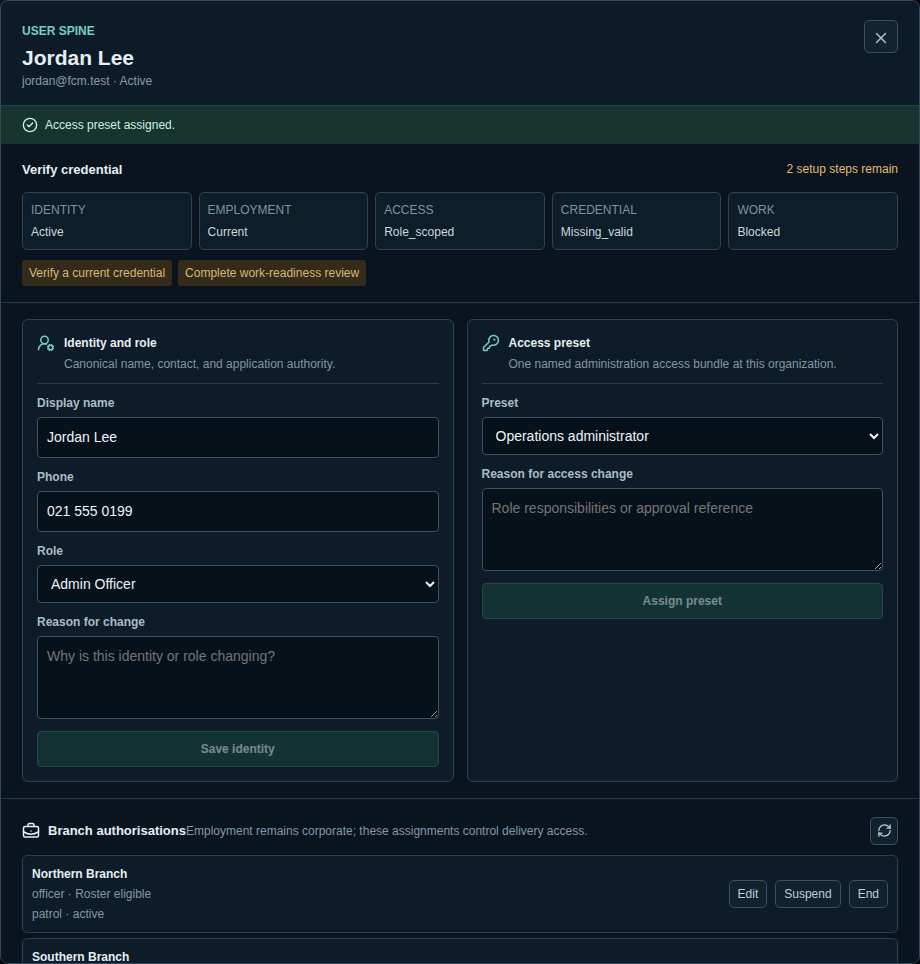 USER SPINE
Jordan Lee
jordan@fcm.test · Active
Access preset assigned.
Verify credential
2 setup steps remain
IDENTITY
Active
EMPLOYMENT
Current
ACCESS
Role_scoped
CREDENTIAL
Missing_valid
WORK
Blocked
Verify a current credential
Complete work-readiness review
Identity and role
Canonical name, contact, and application authority.
Display name
Jordan Lee
Phone
021 555 0199
Role
Admin Officer
Reason for change
Why is this identity or role changing?
Save identity
Access preset
One named administration access bundle at this organization.
Preset
Operations administrator
Reason for access change
Role responsibilities or approval reference
Assign preset
Branch authorisationsEmployment remains corporate; these assignments control delivery access.
Northern Branch
officer · Roster eligible
patrol · active
Edit
Suspend
End
Southern Branch